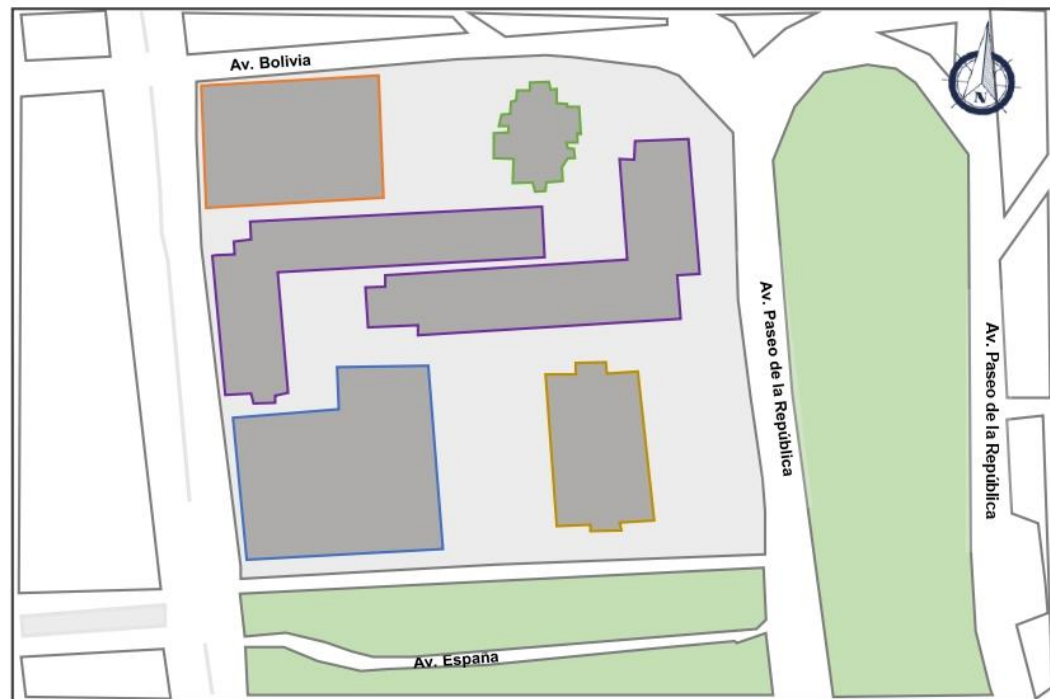 Av. Bolivia
N
Av. Paseo de la República
Av. Paseo de la República
Av. España